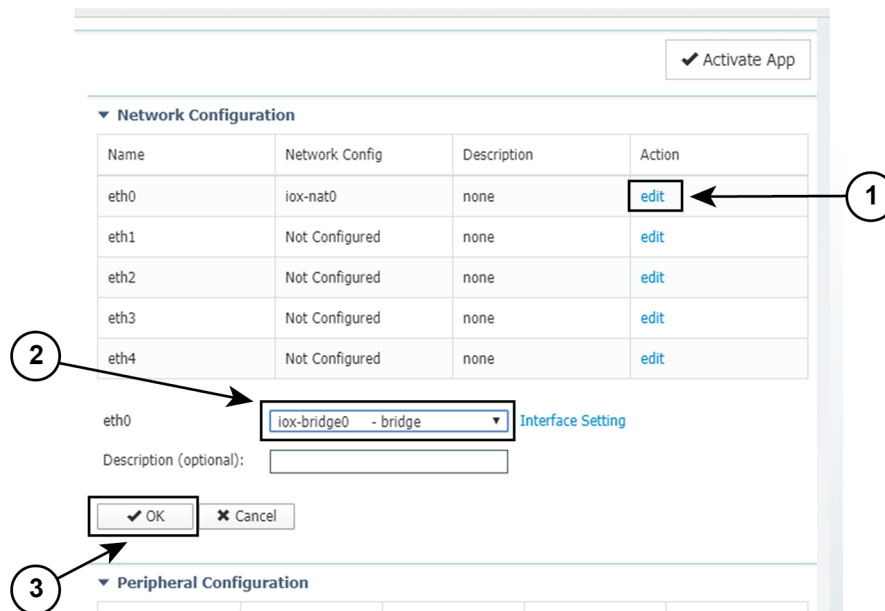 Activate App
Network Configuration
Name Network Config Description Action
eth0 iox-nat0 none edit
1
eth1 Not Configured none edit
eth2 Not Configured none edit
eth3 Not Configured none edit
2
eth4 Not Configured none edit
eth0 iox-bridge0 - bridge Interface Setting
Description (optional):
OK Cancel
3
Peripheral Configuration